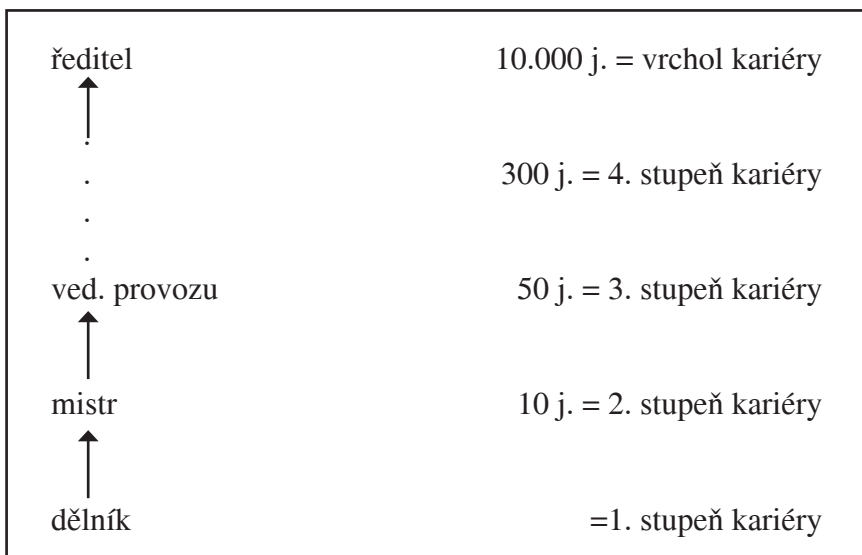 ředitel 10.000 j. = vrchol kariéry
.
. 300 j. = 4. stupeň kariéry
.
.
ved. provozu 50 j. = 3. stupeň kariéry
mistr 10 j. = 2. stupeň kariéry
dělník =1. stupeň kariéry